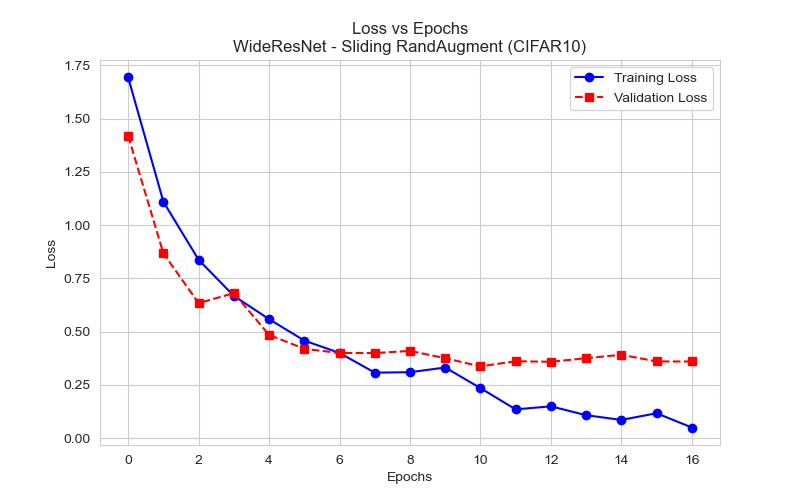 Loss vs Epochs
WideResNet - Sliding RandAugment (CIFAR10)
Training Loss
Validation Loss
Loss
1.75
1.50
1.25
1.00
0.75
0.50
0.25
0.00
0 2 4 6 8 10 12 14 16
Epochs